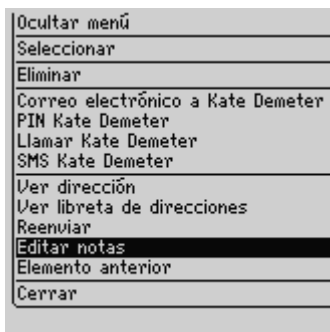 Ocultar menú
Seleccionar
Eliminar
Correo electrónico a Kate Demeter
PIN Kate Demeter
Llamar Kate Demeter
SMS Kate Demeter
Ver dirección
Ver libreta de direcciones
Reenviar
Editar notas
Elemento anterior
Cerrar